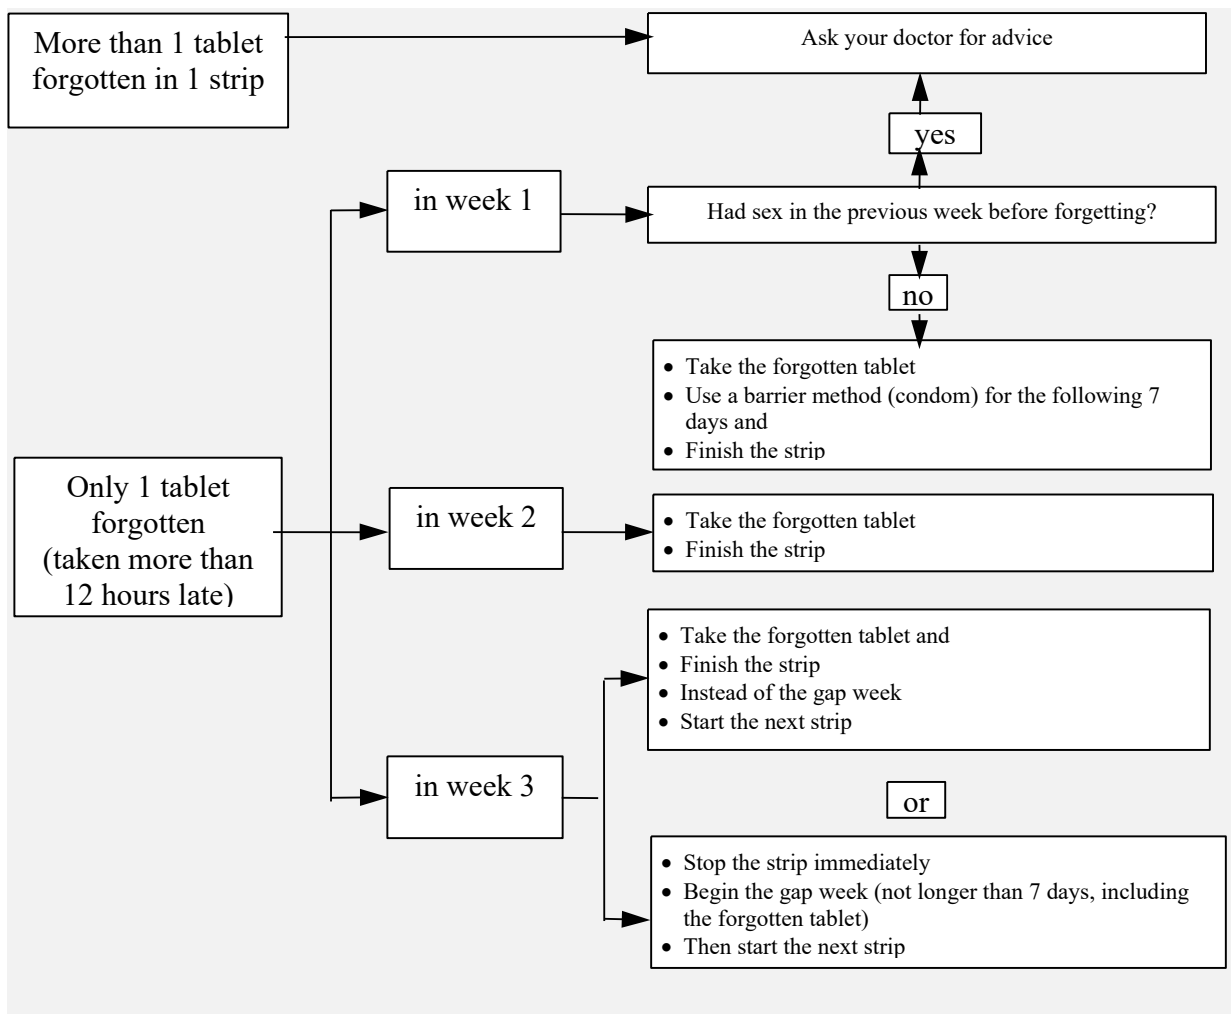 More than 1 tablet
forgotten in 1 strip
Ask your doctor for advice
yes
in week 1
Had sex in the previous week before forgetting?
no
• Take the forgotten tablet
• Use a barrier method (condom) for the following 7
days and
• Finish the strip
Only 1 tablet
forgotten
(taken more than
12 hours late)
in week 2
• Take the forgotten tablet
• Finish the strip
• Take the forgotten tablet and
• Finish the strip
• Instead of the gap week
• Start the next strip
in week 3
or
• Stop the strip immediately
• Begin the gap week (not longer than 7 days, including
the forgotten tablet)
• Then start the next strip